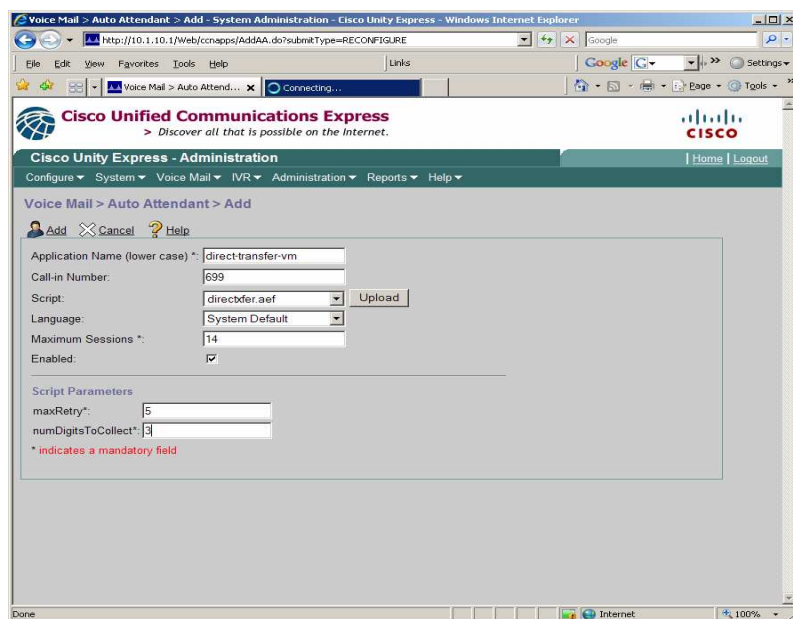 Voice Mail > Auto Attendant > Add - System Administration - Cisco Unity Express - Windows Internet Explorer
http://10.1.10.1/Web/ccnapps/AddAA.do?submitType=RECONFIGURE
Google
File Edit View Favorites Tools Help
Links
Google G
Settings
Voice Mail > Auto Attend...
Connecting...
Page Tools
Cisco Unified Communications Express
> Discover all that is possible on the Internet.
CISCO
Cisco Unity Express - Administration
Home | Logout
Configure System Voice Mail IVR Administration Reports Help
Voice Mail > Auto Attendant > Add
Add Cancel ? Help
Application Name (lower case) *: direct-transfer-vm
Call-in Number: 699
Script: directxfer.aef Upload
Language: System Default
Maximum Sessions *: 14
Enabled:
Script Parameters
maxRetry*: 5
numDigitsToCollect*: 3
* indicates a mandatory field
Done
Internet
100%